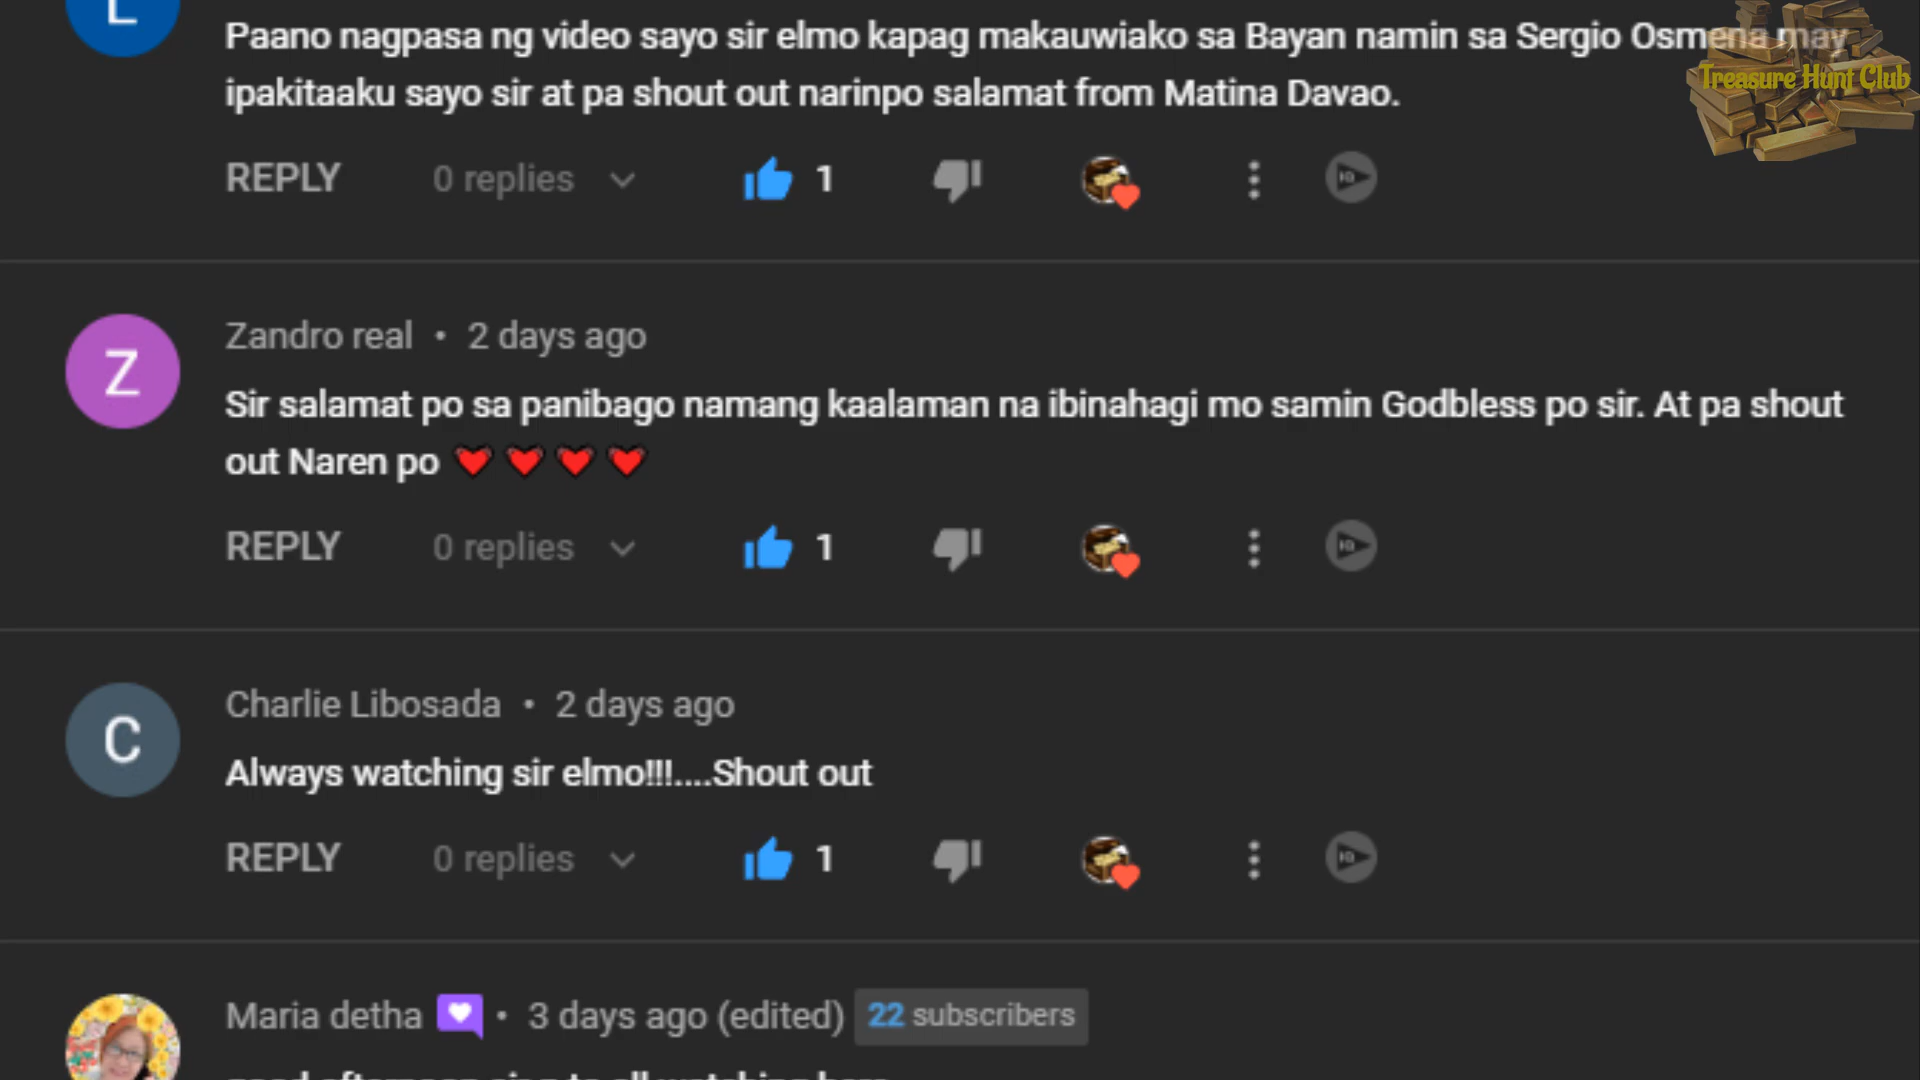 L
Paano nagpasa ng video sayo sir elmo kapag makauwiako sa Bayan namin sa Sergio Osmena may
ipakitaaku sayo sir at pa shout out narinpo salamat from Matina Davao.
Treasure Hunt Club
REPLY 0 replies 1
Z
Zandro real • 2 days ago
Sir salamat po sa panibago namang kaalaman na ibinahagi mo samin Godbless po sir. At pa shout
out Naren po ❤ ❤ ❤ ❤
REPLY 0 replies 1
C
Charlie Libosada • 2 days ago
Always watching sir elmo!!!....Shout out
REPLY 0 replies 1
Maria detha • 3 days ago (edited) 22 subscribers